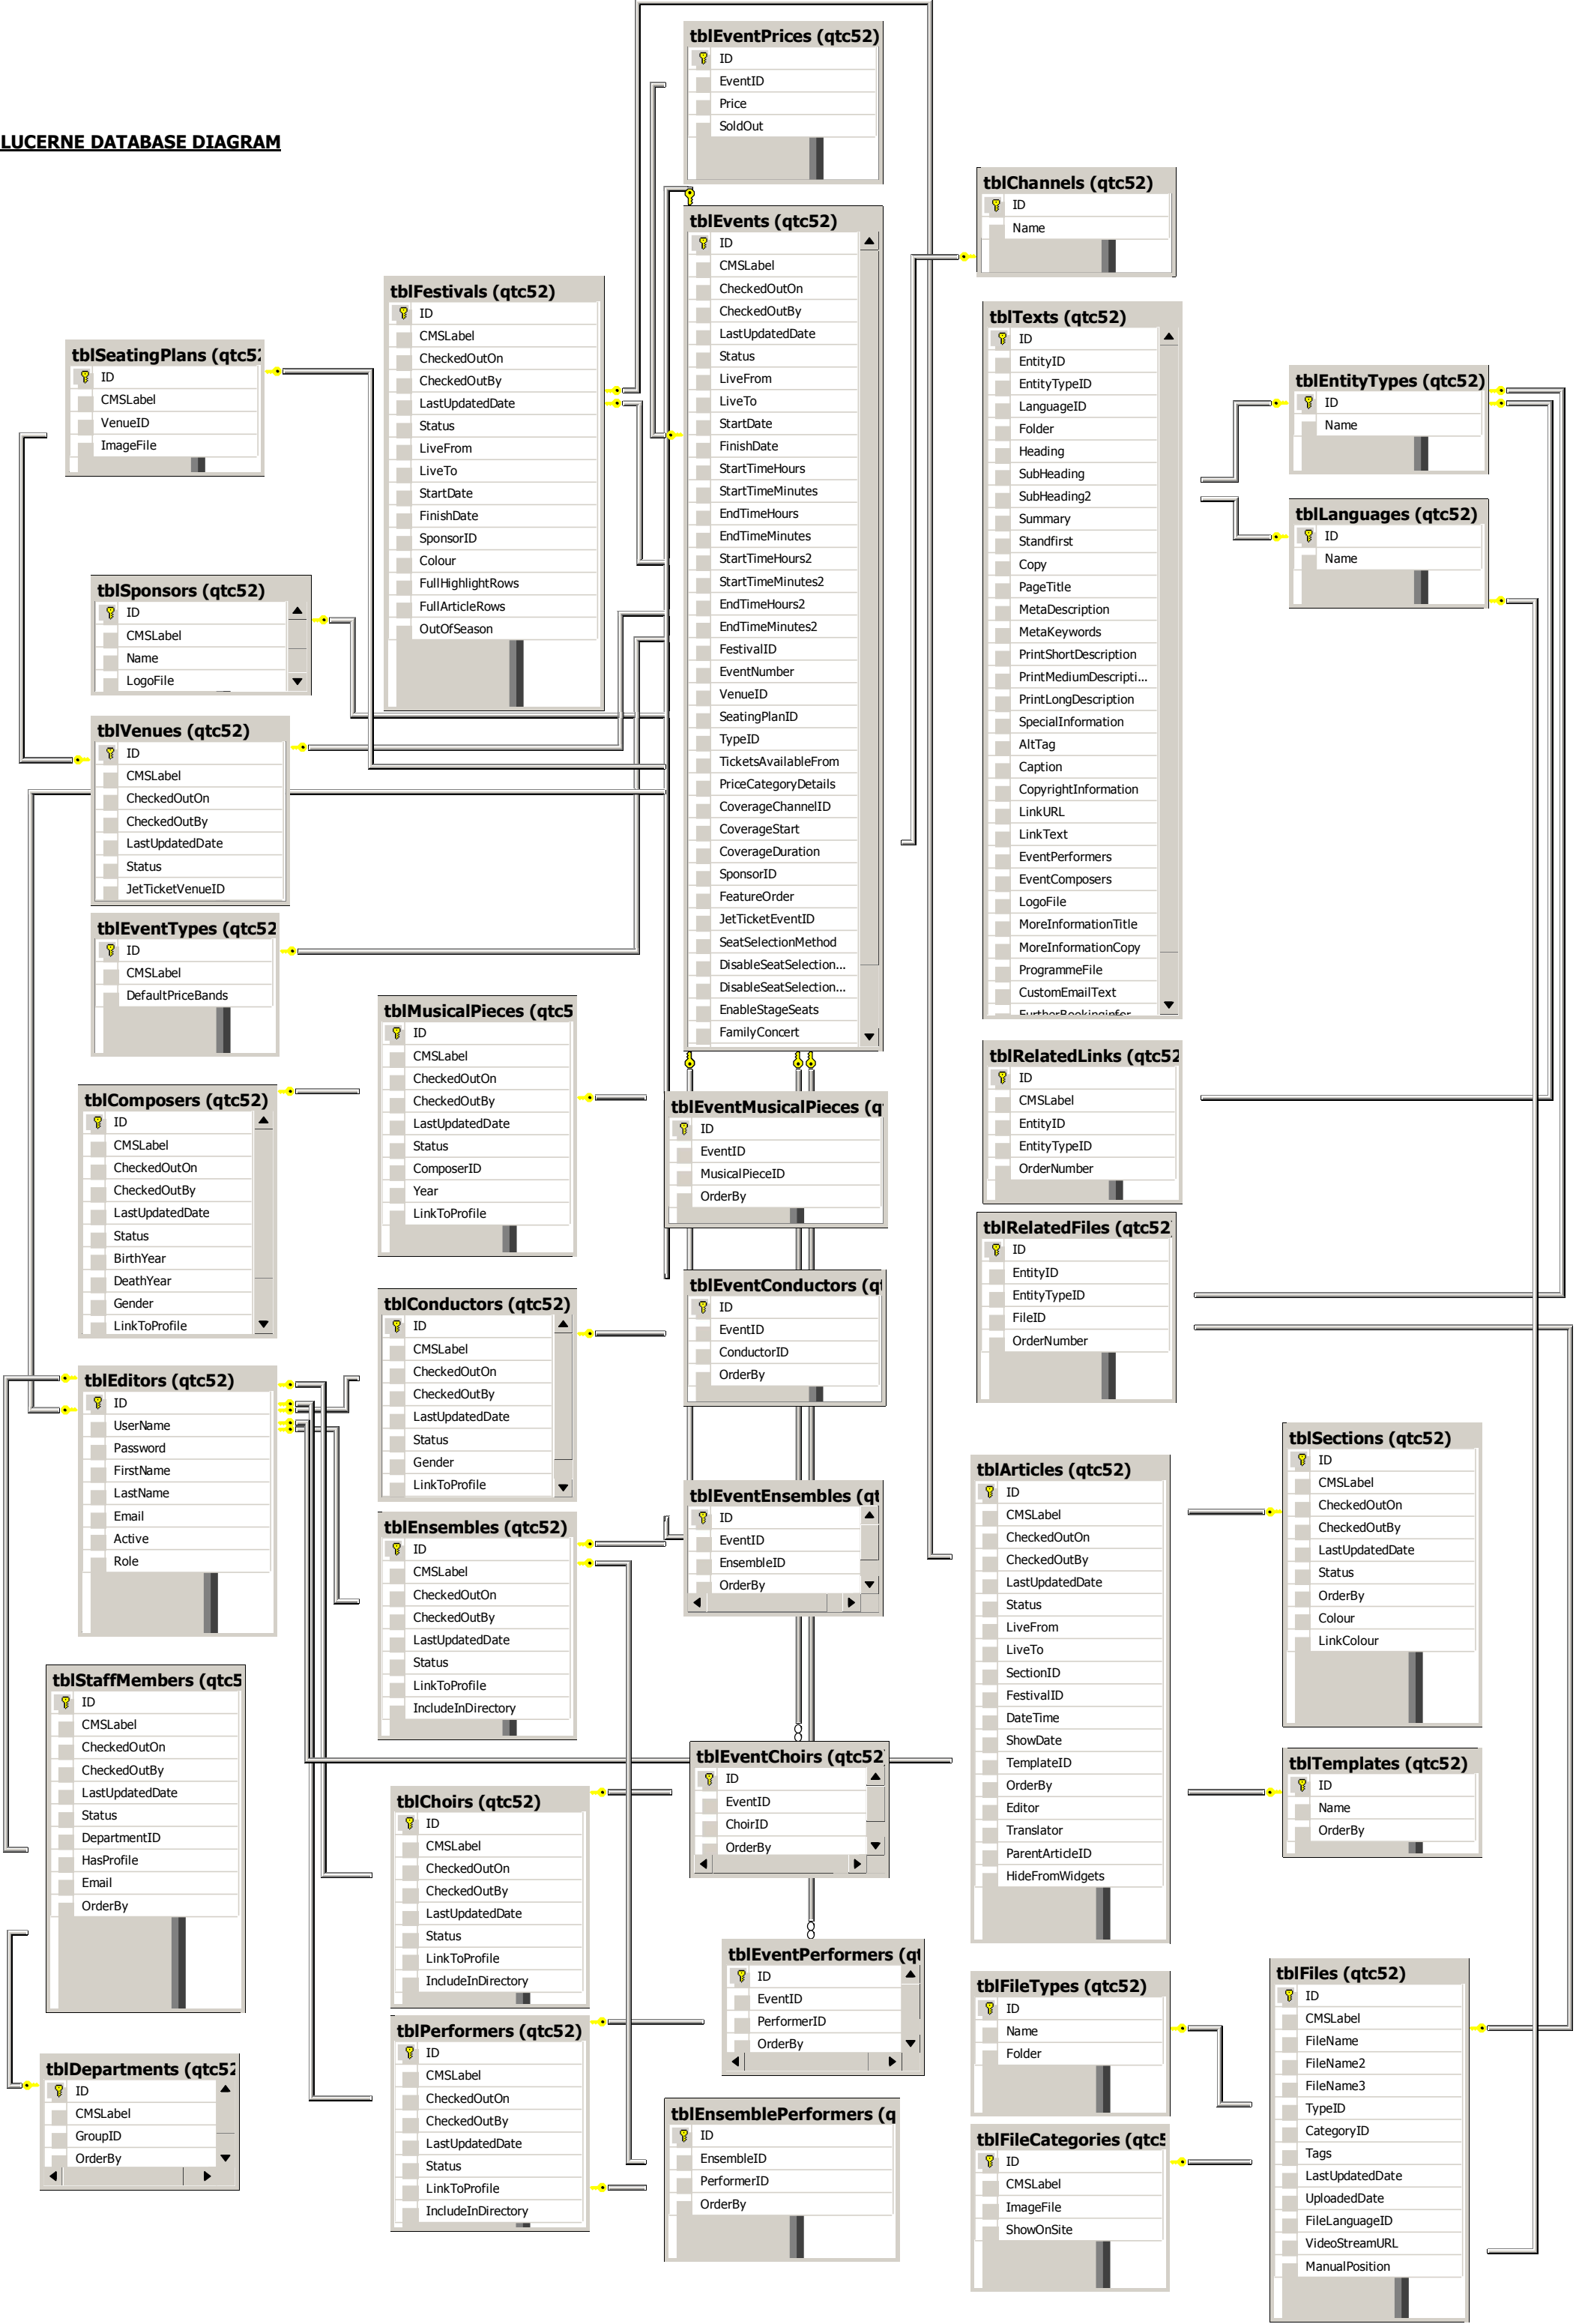 LUCERNE DATABASE DIAGRAM
tblEventPrices (qtc52)
ID
EventID
Price
SoldOut
tblEvents (qtc52)
ID
CMSLabel
CheckedOutOn
CheckedOutBy
LastUpdatedDate
Status
LiveFrom
LiveTo
StartDate
FinishDate
StartTimeHours
StartTimeMinutes
EndTimeHours
EndTimeMinutes
StartTimeHours2
StartTimeMinutes2
EndTimeHours2
EndTimeMinutes2
FestivalID
EventNumber
VenueID
SeatingPlanID
TypeID
TicketsAvailableFrom
PriceCategoryDetails
CoverageChannelID
CoverageStart
CoverageDuration
SponsorID
FeatureOrder
JetTicketEventID
SeatSelectionMethod
DisableSeatSelection...
DisableSeatSelection...
EnableStageSeats
FamilyConcert
tblChannels (qtc52)
ID
Name
tblFestivals (qtc52)
ID
CMSLabel
CheckedOutOn
CheckedOutBy
LastUpdatedDate
Status
LiveFrom
LiveTo
StartDate
FinishDate
SponsorID
Colour
FullHighlightRows
FullArticleRows
OutOfSeason
tblTexts (qtc52)
ID
EntityID
EntityTypeID
LanguageID
Folder
Heading
SubHeading
SubHeading2
Summary
Standfirst
Copy
PageTitle
MetaDescription
MetaKeywords
PrintShortDescription
PrintMediumDescripti...
PrintLongDescription
SpecialInformation
AltTag
Caption
CopyrightInformation
LinkURL
LinkText
EventPerformers
EventComposers
LogoFile
MoreInformationTitle
MoreInformationCopy
ProgrammeFile
CustomEmailText
tblSeatingPlans (qtc52
ID
CMSLabel
VenueID
ImageFile
tblEntityTypes (qtc52)
ID
Name
tblLanguages (qtc52)
ID
Name
tblSponsors (qtc52)
ID
CMSLabel
Name
LogoFile
tblVenues (qtc52)
ID
CMSLabel
CheckedOutOn
CheckedOutBy
LastUpdatedDate
Status
JetTicketVenueID
tblEventTypes (qtc52
ID
CMSLabel
DefaultPriceBands
tblMusicalPieces (qtc5
ID
CMSLabel
CheckedOutOn
CheckedOutBy
LastUpdatedDate
Status
ComposerID
Year
LinkToProfile
tblRelatedLinks (qtc52
ID
CMSLabel
EntityID
EntityTypeID
OrderNumber
tblComposers (qtc52)
ID
CMSLabel
CheckedOutOn
CheckedOutBy
LastUpdatedDate
Status
BirthYear
DeathYear
Gender
LinkToProfile
tblEventMusicalPieces (q
ID
EventID
MusicalPieceID
OrderBy
tblRelatedFiles (qtc52
ID
EntityID
EntityTypeID
FileID
OrderNumber
tblEventConductors (qt
ID
EventID
ConductorID
OrderBy
tblConductors (qtc52)
ID
CMSLabel
CheckedOutOn
CheckedOutBy
LastUpdatedDate
Status
Gender
LinkToProfile
tblEditors (qtc52)
ID
UserName
Password
FirstName
LastName
Email
Active
Role
tblSections (qtc52)
ID
CMSLabel
CheckedOutOn
CheckedOutBy
LastUpdatedDate
Status
OrderBy
Colour
LinkColour
tblArticles (qtc52)
ID
CMSLabel
CheckedOutOn
CheckedOutBy
LastUpdatedDate
Status
LiveFrom
LiveTo
SectionID
FestivalID
DateTime
ShowDate
TemplateID
OrderBy
Editor
Translator
ParentArticleID
HideFromWidgets
tblEventEnsembles (qt
ID
EventID
EnsembleID
OrderBy
tblEnsembles (qtc52)
ID
CMSLabel
CheckedOutOn
CheckedOutBy
LastUpdatedDate
Status
LinkToProfile
IncludeInDirectory
tblStaffMembers (qtc5
ID
CMSLabel
CheckedOutOn
CheckedOutBy
LastUpdatedDate
Status
DepartmentID
HasProfile
Email
OrderBy
tblEventChoirs (qtc52
ID
EventID
ChoirID
OrderBy
tblTemplates (qtc52)
ID
Name
OrderBy
tblChoirs (qtc52)
ID
CMSLabel
CheckedOutOn
CheckedOutBy
LastUpdatedDate
Status
LinkToProfile
IncludeInDirectory
tblEventPerformers (qt
ID
EventID
PerformerID
OrderBy
tblFiles (qtc52)
ID
CMSLabel
FileName
FileName2
FileName3
TypeID
CategoryID
Tags
LastUpdatedDate
UploadedDate
FileLanguageID
VideoStreamURL
ManualPosition
tblFileTypes (qtc52)
ID
Name
Folder
tblPerformers (qtc52)
ID
CMSLabel
CheckedOutOn
CheckedOutBy
LastUpdatedDate
Status
LinkToProfile
IncludeInDirectory
tblDepartments (qtc52
ID
CMSLabel
GroupID
OrderBy
tblEnsemblePerformers (q
ID
EnsembleID
PerformerID
OrderBy
tblFileCategories (qtc5
ID
CMSLabel
ImageFile
ShowOnSite